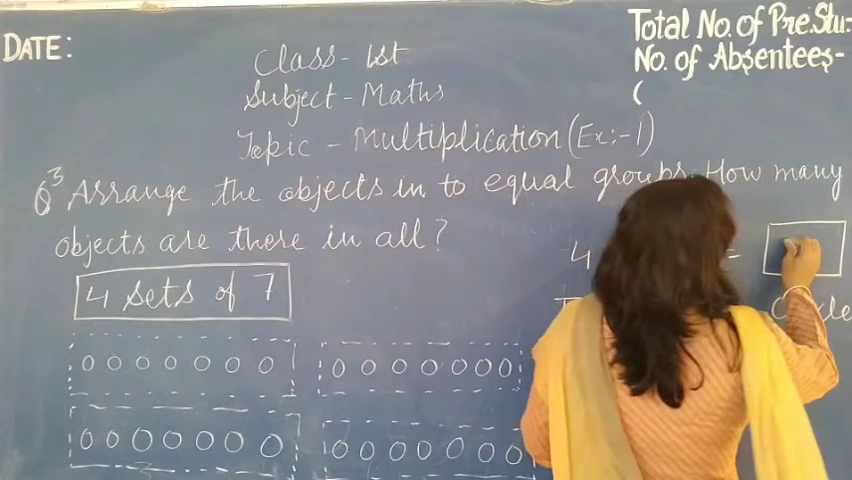 DATE:
Total No. of Pre.Stu-
No. of Absentees-
(
Class - 1st
Subject - Maths
Topic - Multiplication (Ex:-1)
Q3 Arrange the objects in to equal groups. How many
objects are there in all?
4 =
4 sets of 7